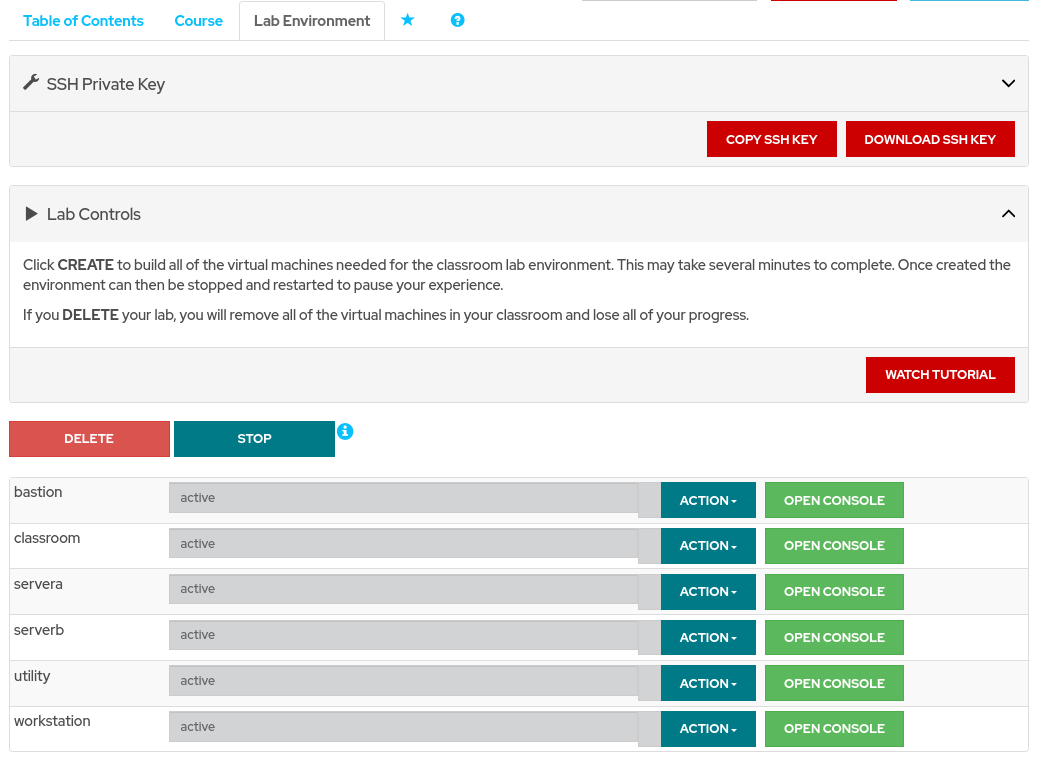 Table of Contents Course Lab Environment
SSH Private Key
COPY SSH KEY DOWNLOAD SSH KEY
Lab Controls
Click CREATE to build all of the virtual machines needed for the classroom lab environment. This may take several minutes to complete. Once created the
environment can then be stopped and restarted to pause your experience.
If you DELETE your lab, you will remove all of the virtual machines in your classroom and lose all of your progress.
WATCH TUTORIAL
DELETE STOP
bastion active ACTION OPEN CONSOLE
classroom active ACTION OPEN CONSOLE
servera active ACTION OPEN CONSOLE
serverb active ACTION OPEN CONSOLE
utility active ACTION OPEN CONSOLE
workstation active ACTION OPEN CONSOLE